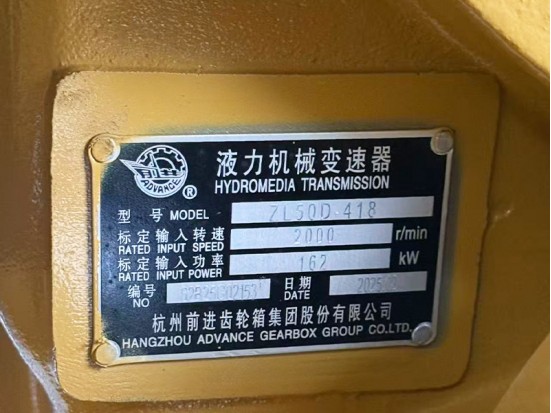 ADVANCE ®
液力机械变速器
HYDROMEDIA TRANSMISSION
型号 MODEL ZL50D-418
标定输入转速 2000 r/min
RATED INPUT SPEED
标定输入功率 162 kW
RATED INPUT POWER
编号 日期 2025
NO DATE
杭州前进齿轮箱集团股份有限公司
HANGZHOU ADVANCE GEARBOX GROUP CO.LTD.